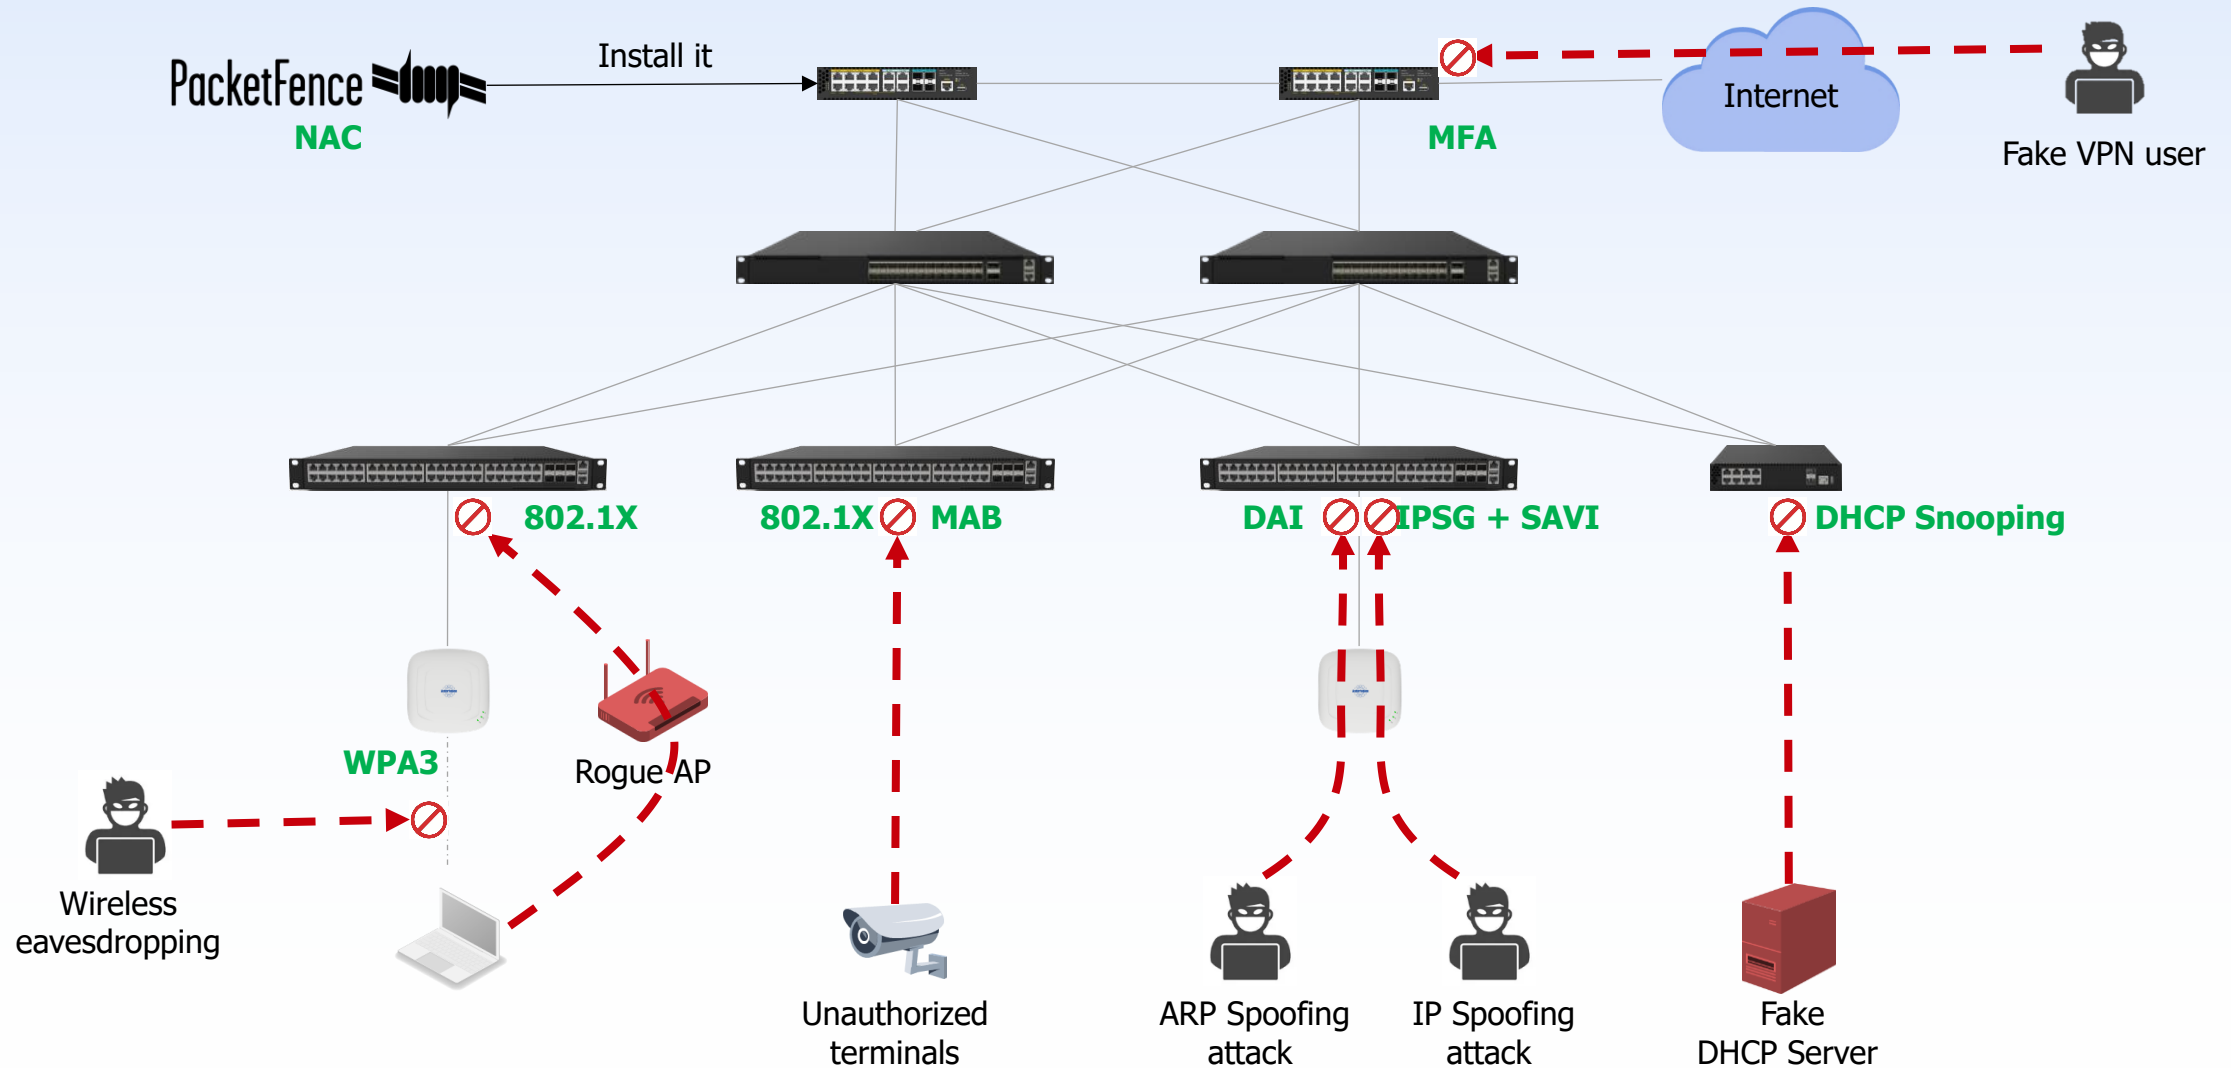 PacketFence
NAC
Install it
MFA
Internet
Fake VPN user
802.1X
802.1X
MAB
DAI
IPSG + SAVI
DHCP Snooping
WPA3
Rogue AP
Wireless
eavesdropping
Unauthorized
terminals
ARP Spoofing
attack
IP Spoofing
attack
Fake
DHCP Server